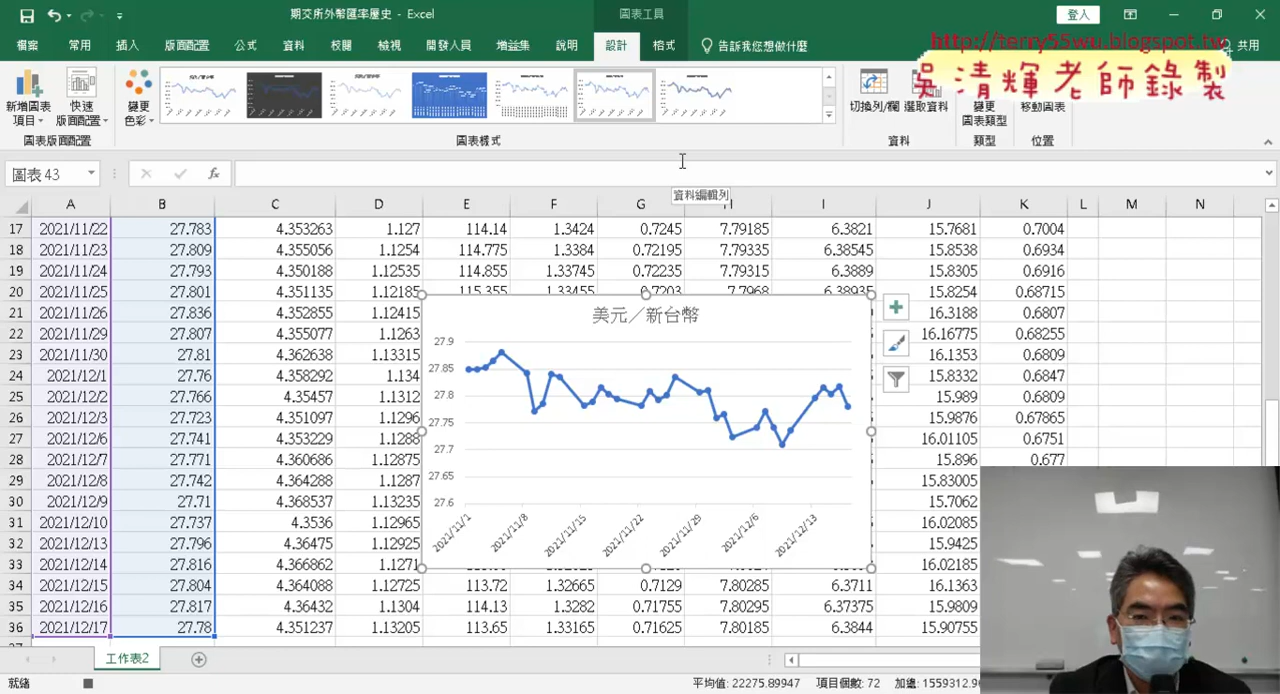 期交所外幣匯率歷史 - Excel
圖表工具
登入
檔案 常用 插入 版面配置 公式 資料 校閱 檢視 開發人員 增益集 說明 設計 格式 告訴我您想做什麼 共用
http://terry55wu.blogspot.tw
吳清輝老師錄製
新增圖表項目 快速版面配置 變更色彩 切換列/欄 選取資料 變更圖表類型 移動圖表
圖表版面配置 圖表樣式 資料 類型 位置
圖表 43 fx
資料編輯列
A B C D E F G H I J K L M N
17 2021/11/22 27.783 4.353263 1.127 114.14 1.3424 0.7245 7.79185 6.3821 15.7681 0.7004
18 2021/11/23 27.809 4.355056 1.1254 114.775 1.3384 0.72195 7.79335 6.38545 15.8538 0.6934
19 2021/11/24 27.793 4.350188 1.12535 114.855 1.33745 0.72235 7.79315 6.3889 15.8305 0.6916
20 2021/11/25 27.801 4.351135 1.12185 115.355 1.33455 0.7203 7.7968 6.38935 15.8254 0.68715
21 2021/11/26 27.836 4.352855 1.12415 16.3188 0.6807
22 2021/11/29 27.807 4.355077 1.1263 16.16775 0.68255
23 2021/11/30 27.81 4.362638 1.13315 16.1353 0.6809
24 2021/12/1 27.76 4.358292 1.134 15.8332 0.6847
25 2021/12/2 27.766 4.35457 1.1312 15.989 0.6809
26 2021/12/3 27.723 4.351097 1.1296 15.9876 0.67865
27 2021/12/6 27.741 4.353229 1.1288 16.01105 0.6751
28 2021/12/7 27.771 4.360686 1.12875 15.896 0.677
29 2021/12/8 27.742 4.364288 1.1287 15.83005
30 2021/12/9 27.71 4.368537 1.13235 15.7062
31 2021/12/10 27.737 4.3536 1.12965 16.02085
32 2021/12/13 27.796 4.36475 1.12925 15.9425
33 2021/12/14 27.816 4.366862 1.1271 16.02185
34 2021/12/15 27.804 4.364088 1.12725 113.72 1.32665 0.7129 7.80285 6.3711 16.1363
35 2021/12/16 27.817 4.36432 1.1304 114.13 1.3282 0.71755 7.80295 6.37375 15.9809
36 2021/12/17 27.78 4.351237 1.13205 113.65 1.33165 0.71625 7.80185 6.3844 15.90755
美元／新台幣
27.9
27.85
27.8
27.75
27.7
27.65
27.6
2021/11/1 2021/11/8 2021/11/15 2021/11/22 2021/11/29 2021/12/6 2021/12/13
工作表2
就緒 平均值: 22275.89947 項目個數: 72 加總: 1559312.9